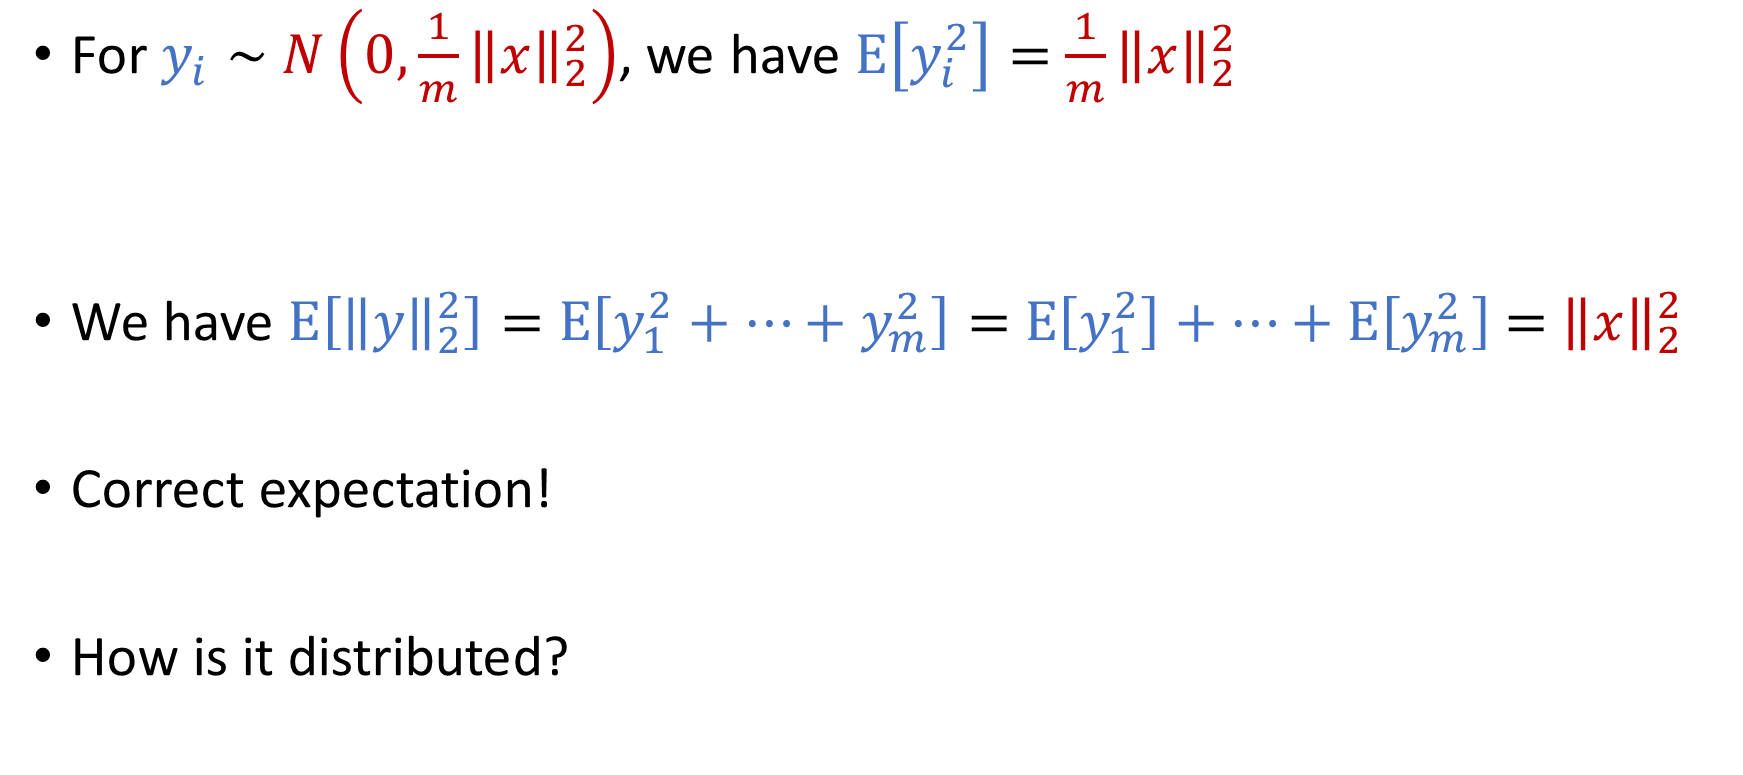 • For yᵢ ~ N(0, 1/m ‖x‖₂²), we have E[yᵢ²] = 1/m ‖x‖₂²
• We have E[‖y‖₂²] = E[y₁² + ⋯ + yₘ²] = E[y₁²] + ⋯ + E[yₘ²] = ‖x‖₂²
• Correct expectation!
• How is it distributed?